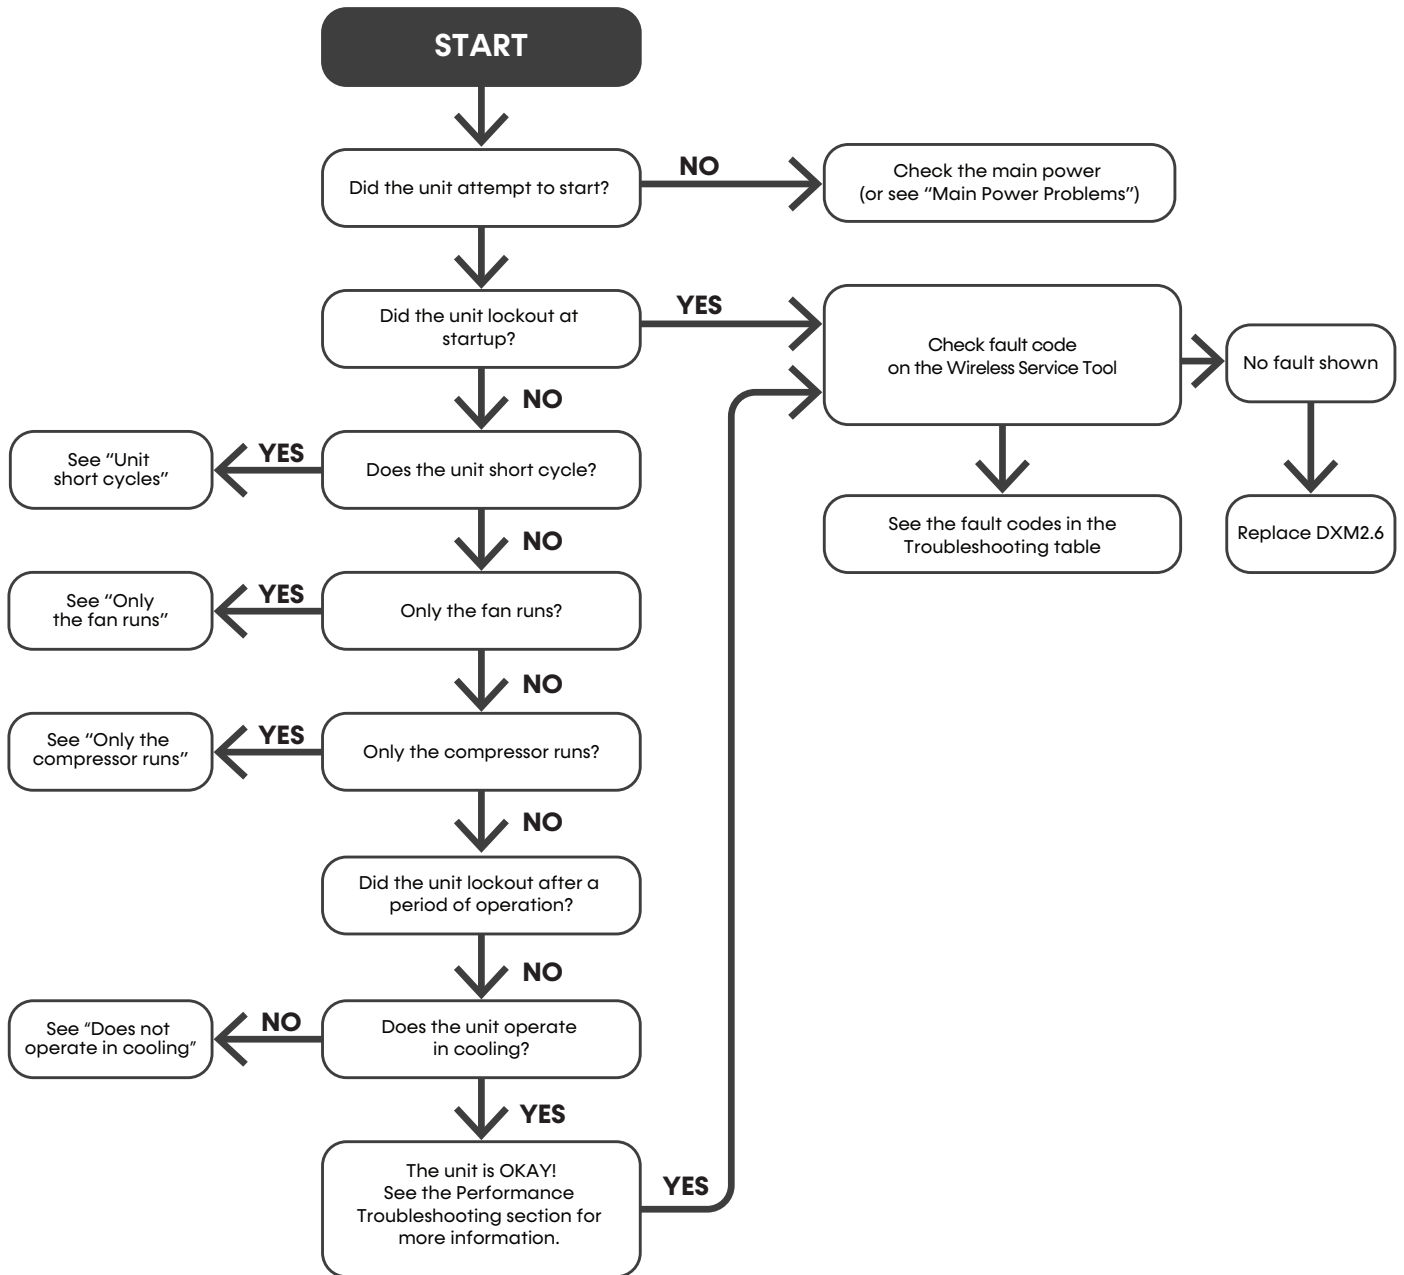 START
Did the unit attempt to start?
NO
Check the main power
(or see “Main Power Problems”)
Did the unit lockout at
startup?
YES
Check fault code
on the Wireless Service Tool
No fault shown
NO
See “Unit
short cycles”
YES
Does the unit short cycle?
See the fault codes in the
Troubleshooting table
Replace DXM2.6
NO
See “Only
the fan runs”
YES
Only the fan runs?
NO
See “Only the
compressor runs”
YES
Only the compressor runs?
NO
Did the unit lockout after a
period of operation?
NO
See “Does not
operate in cooling”
NO
Does the unit operate
in cooling?
YES
The unit is OKAY!
See the Performance
Troubleshooting section for
more information.
YES